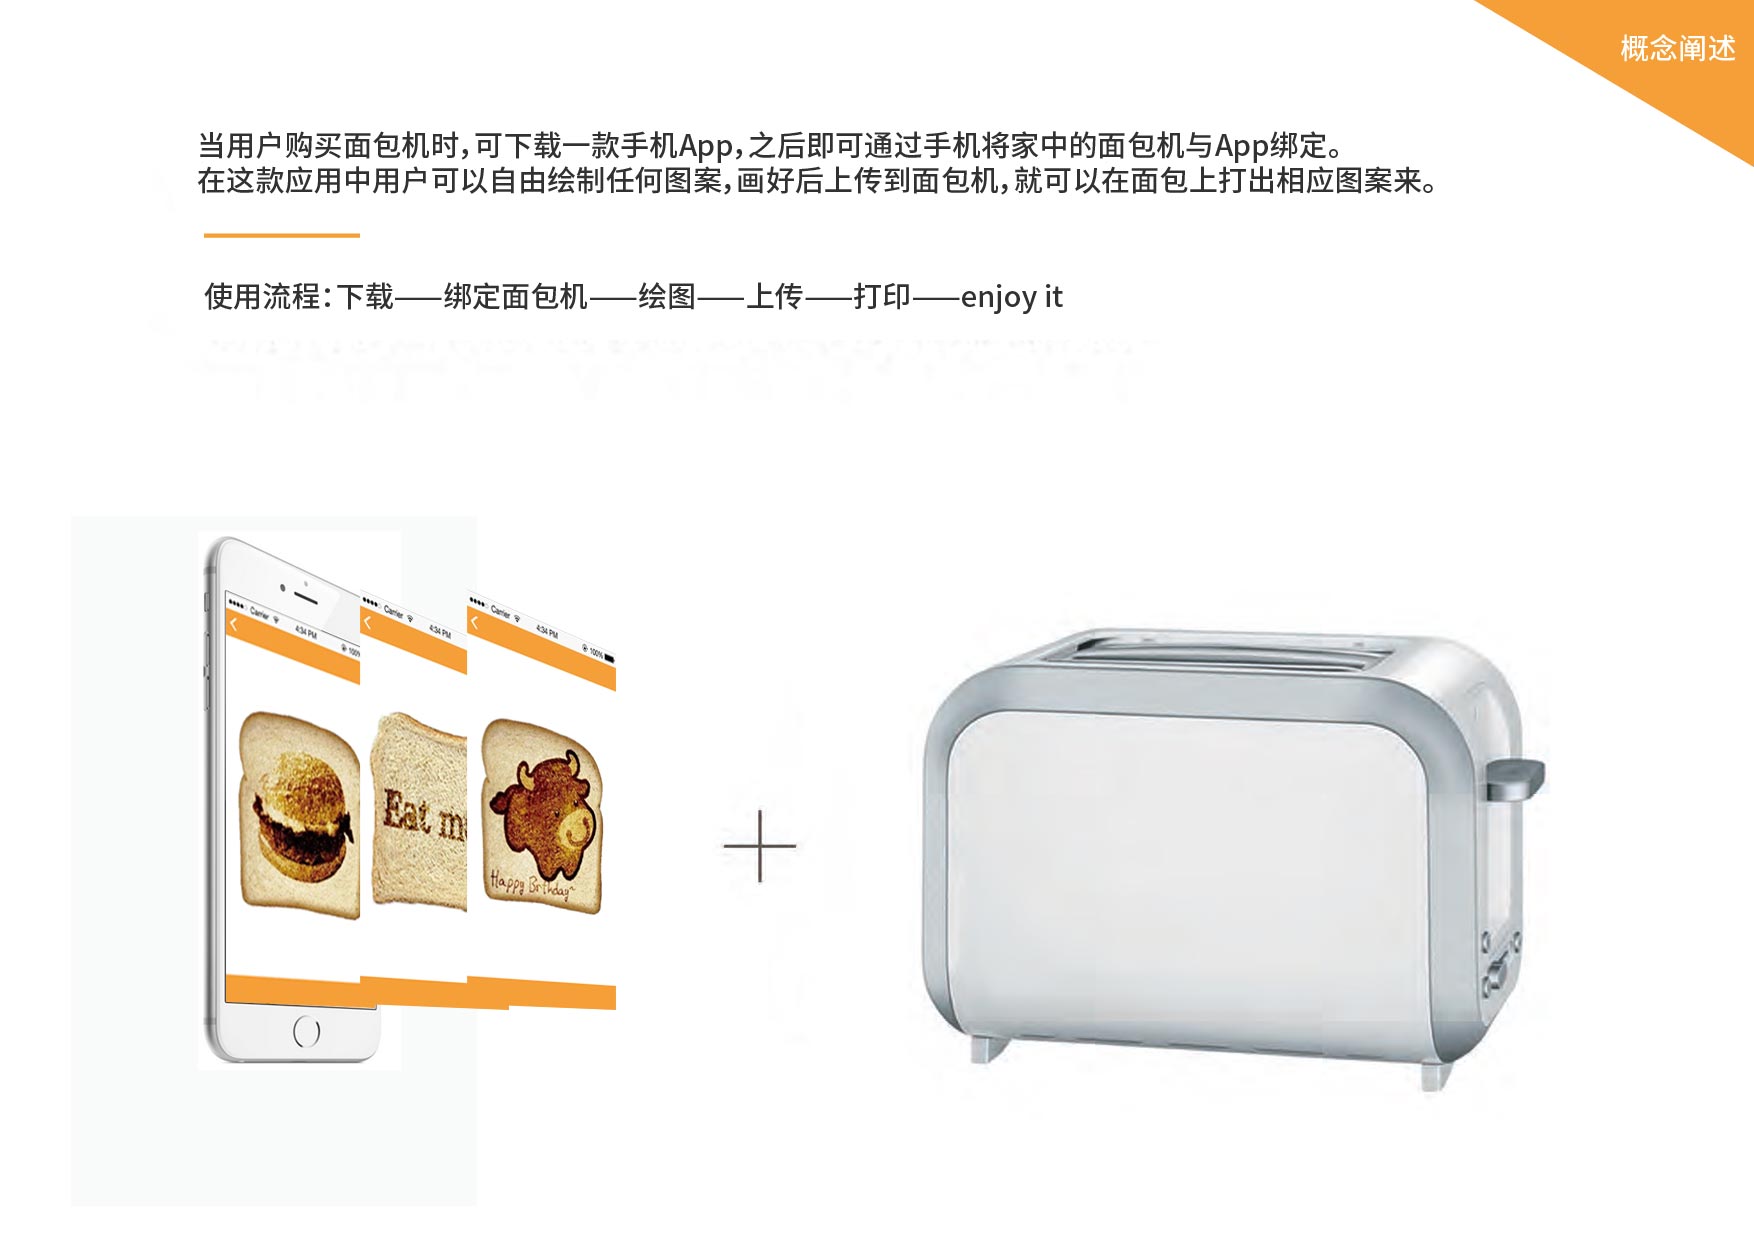 概念阐述
当用户购买面包机时，可下载一款手机App，之后即可通过手机将家中的面包机与App绑定。
在这款应用中用户可以自由绘制任何图案，画好后上传到面包机，就可以在面包上打出相应图案来。
使用流程：下载——绑定面包机——绘图——上传——打印——enjoy it
Carrier
4:34 PM
100%
Carrier
4:34 PM
Carrier
4:34 PM
100%
Eat m
Happy Birthday